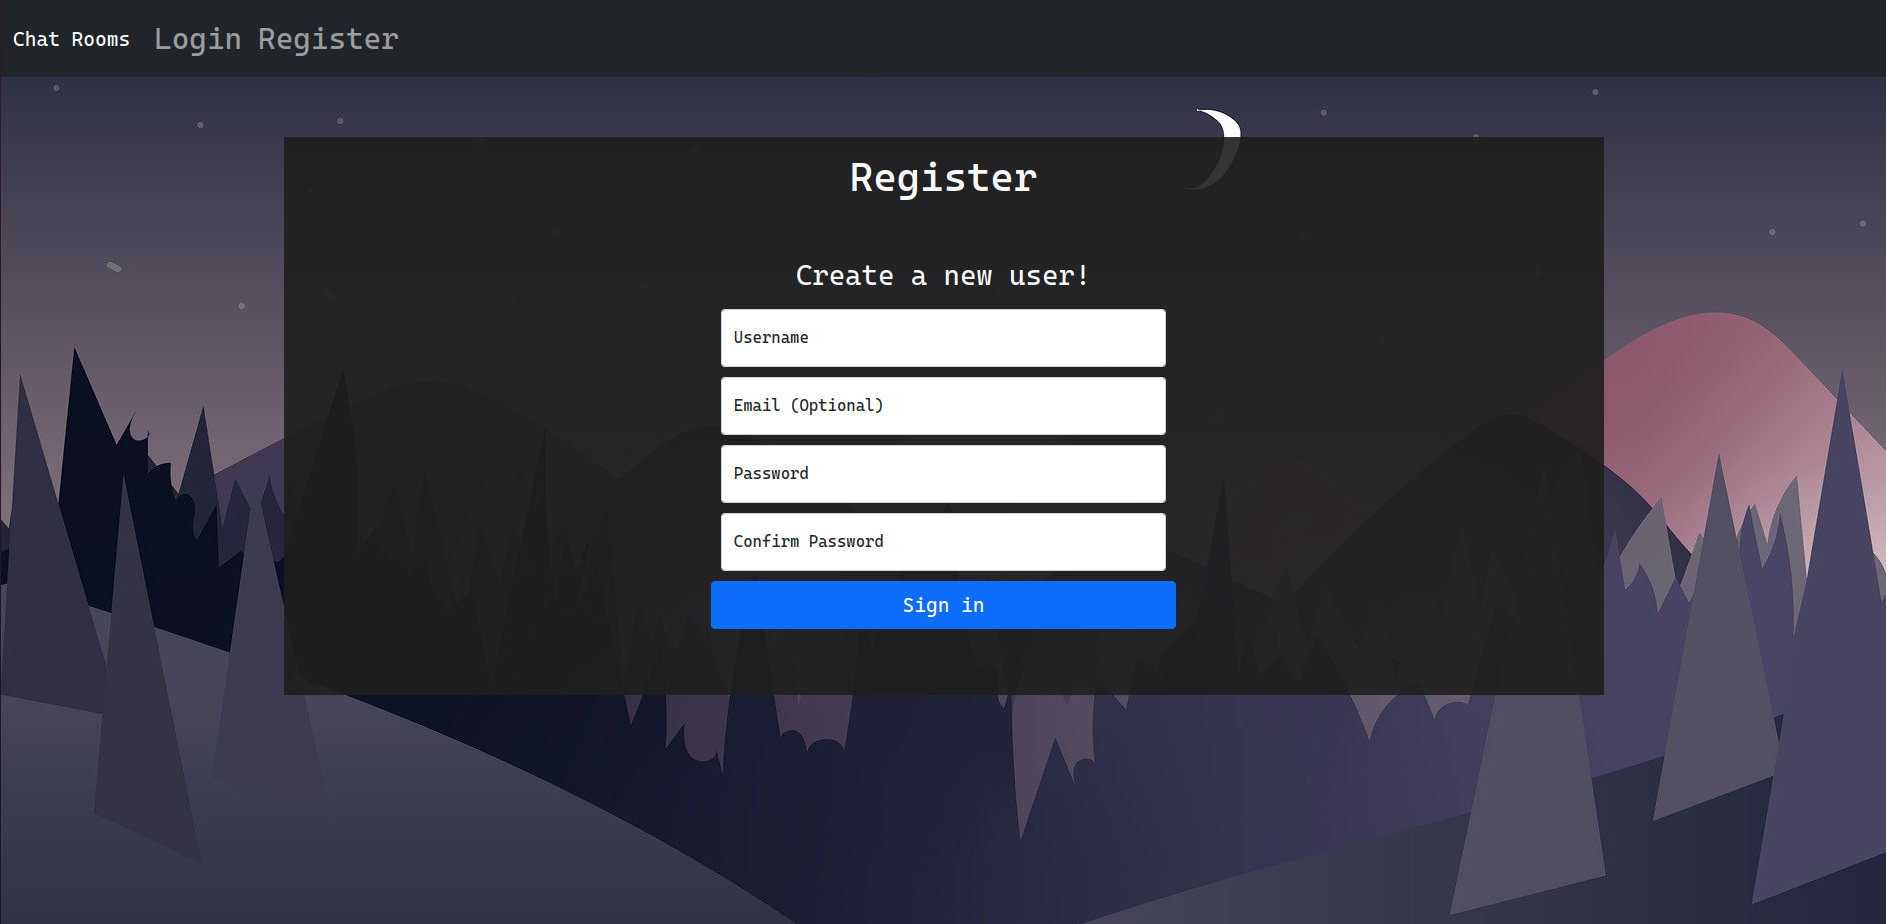 Chat Rooms Login Register
Register
Create a new user!
Username
Email (Optional)
Password
Confirm Password
Sign in